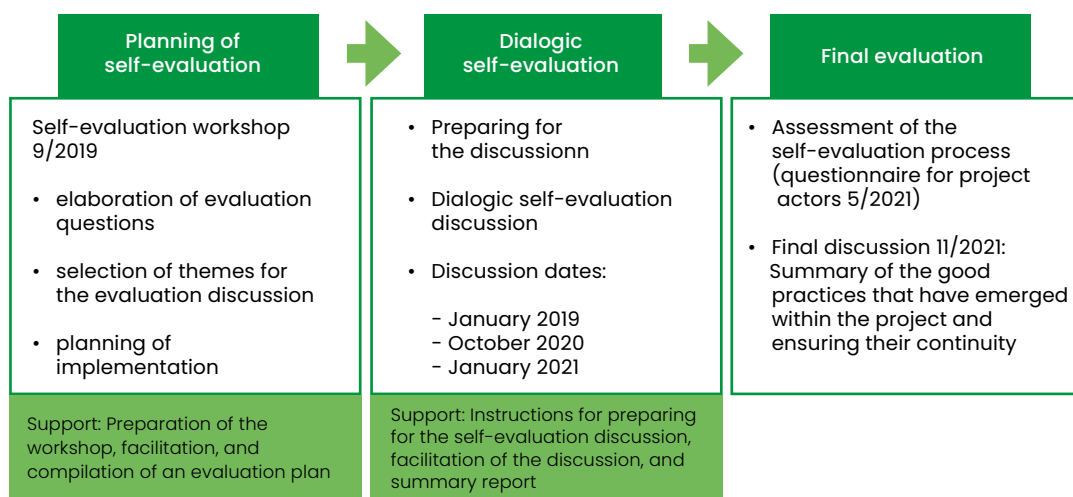 Planning of
self-evaluation
Self-evaluation workshop
9/2019
• elaboration of evaluation
questions
• selection of themes for
the evaluation discussion
• planning of
implementation
Support: Preparation of the
workshop, facilitation, and
compilation of an evaluation plan
Dialogic
self-evaluation
• Preparing for
the discussionn
• Dialogic self-evaluation
discussion
• Discussion dates:
- January 2019
- October 2020
- January 2021
Support: Instructions for preparing
for the self-evaluation discussion,
facilitation of the discussion, and
summary report
Final evaluation
• Assessment of the
self-evaluation process
(questionnaire for project
actors 5/2021)
• Final discussion 11/2021:
Summary of the good
practices that have emerged
within the project and
ensuring their continuity